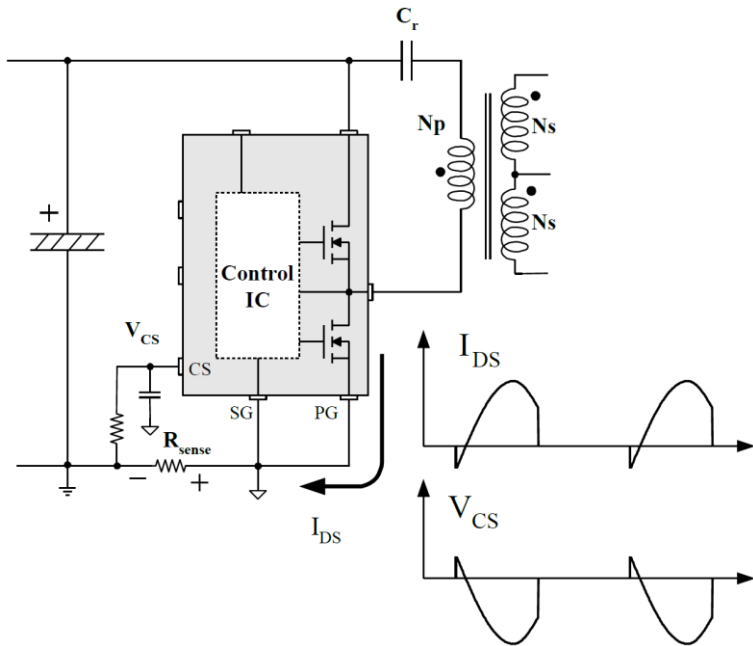 C_r
Np
Ns
Ns
+
Control
IC
V_CS
CS
SG
PG
R_sense
−
+
I_DS
I_DS
V_CS